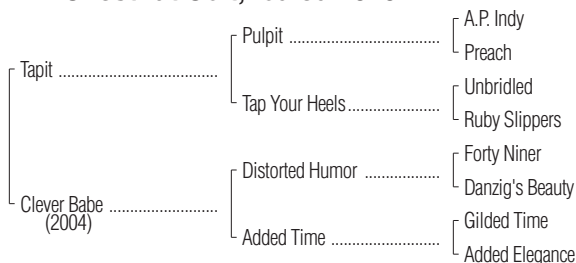 A.P. Indy
Pulpit ........................................
Preach
Tapit ..........................................
Unbridled
Tap Your Heels........................
Ruby Slippers
Forty Niner
Distorted Humor ...................
Danzig's Beauty
Clever Babe ............................
(2004)
Gilded Time
Added Time ............................
Added Elegance